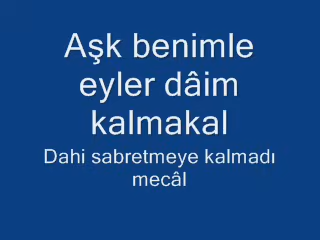 Aşk benimle
eyler dâim
kalmakal
Dahi sabretmeye kalmadı
mecâl